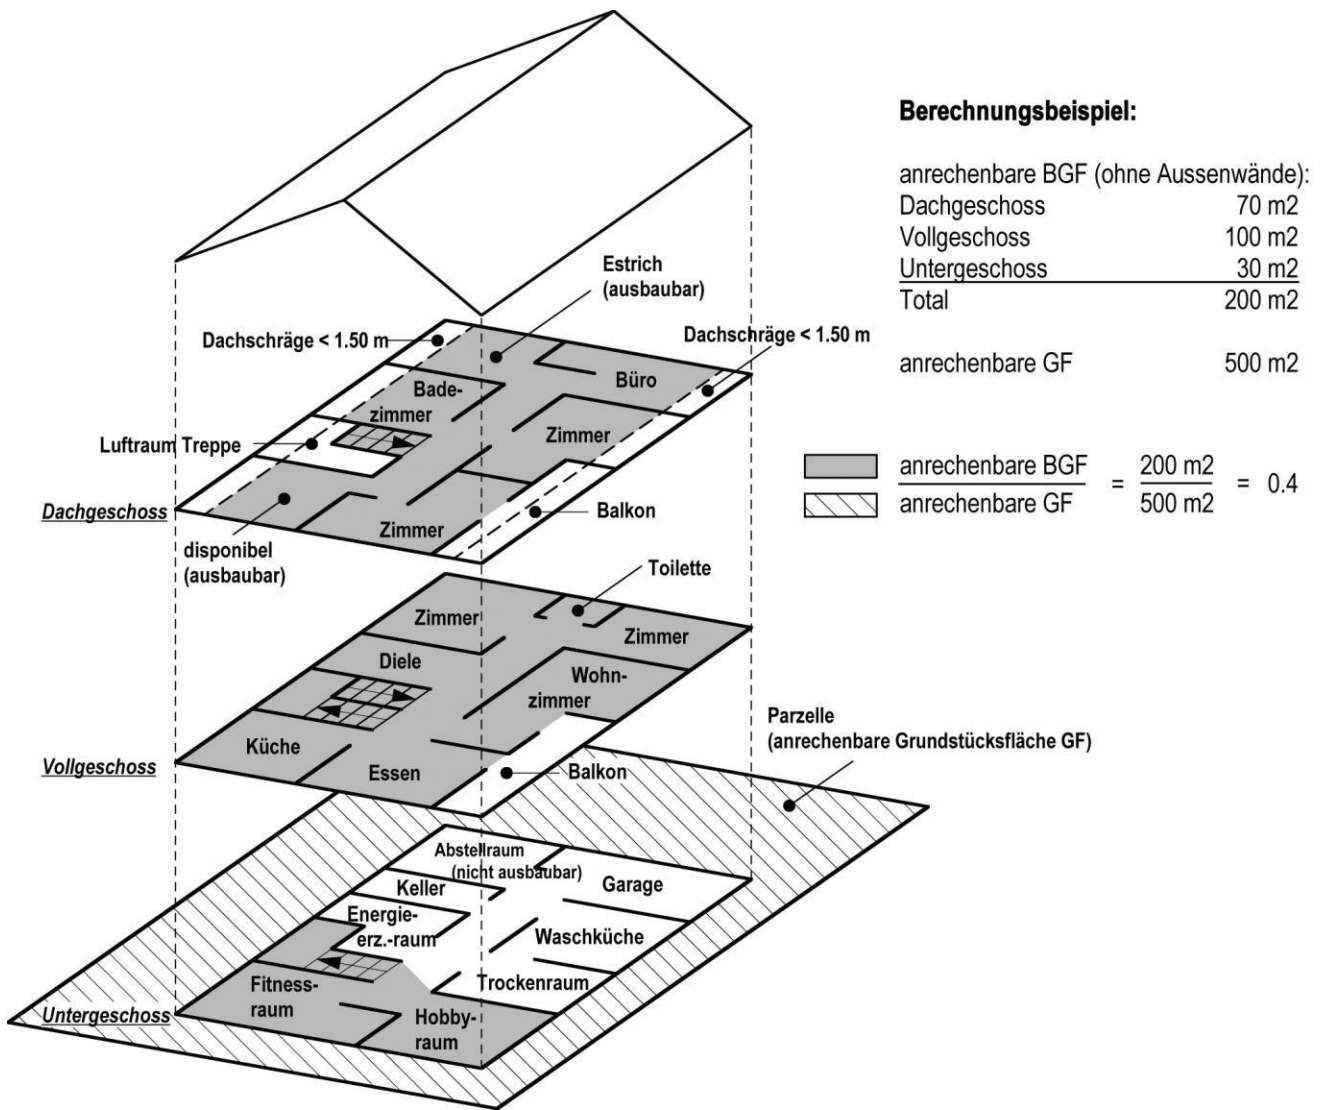 Berechnungsbeispiel:
anrechenbare BGF (ohne Aussenwände):
Dachgeschoss 70 m2
Vollgeschoss 100 m2
Untergeschoss 30 m2
Total 200 m2
anrechenbare GF 500 m2
anrechenbare BGF = 200 m2 = 0.4
anrechenbare GF 500 m2
Estrich
(ausbaubar)
Dachschräge < 1.50 m
Dachschräge < 1.50 m
Büro
Bade-
zimmer
Zimmer
Luftraum Treppe
Zimmer
Balkon
Dachgeschoss
disponibel
(ausbaubar)
Toilette
Zimmer
Zimmer
Diele
Wohn-
zimmer
Küche
Essen
Balkon
Vollgeschoss
Parzelle
(anrechenbare Grundstücksfläche GF)
Abstellraum
(nicht ausbaubar)
Keller
Garage
Energie-
erz.-raum
Waschküche
Trockenraum
Fitness-
raum
Hobby-
raum
Untergeschoss